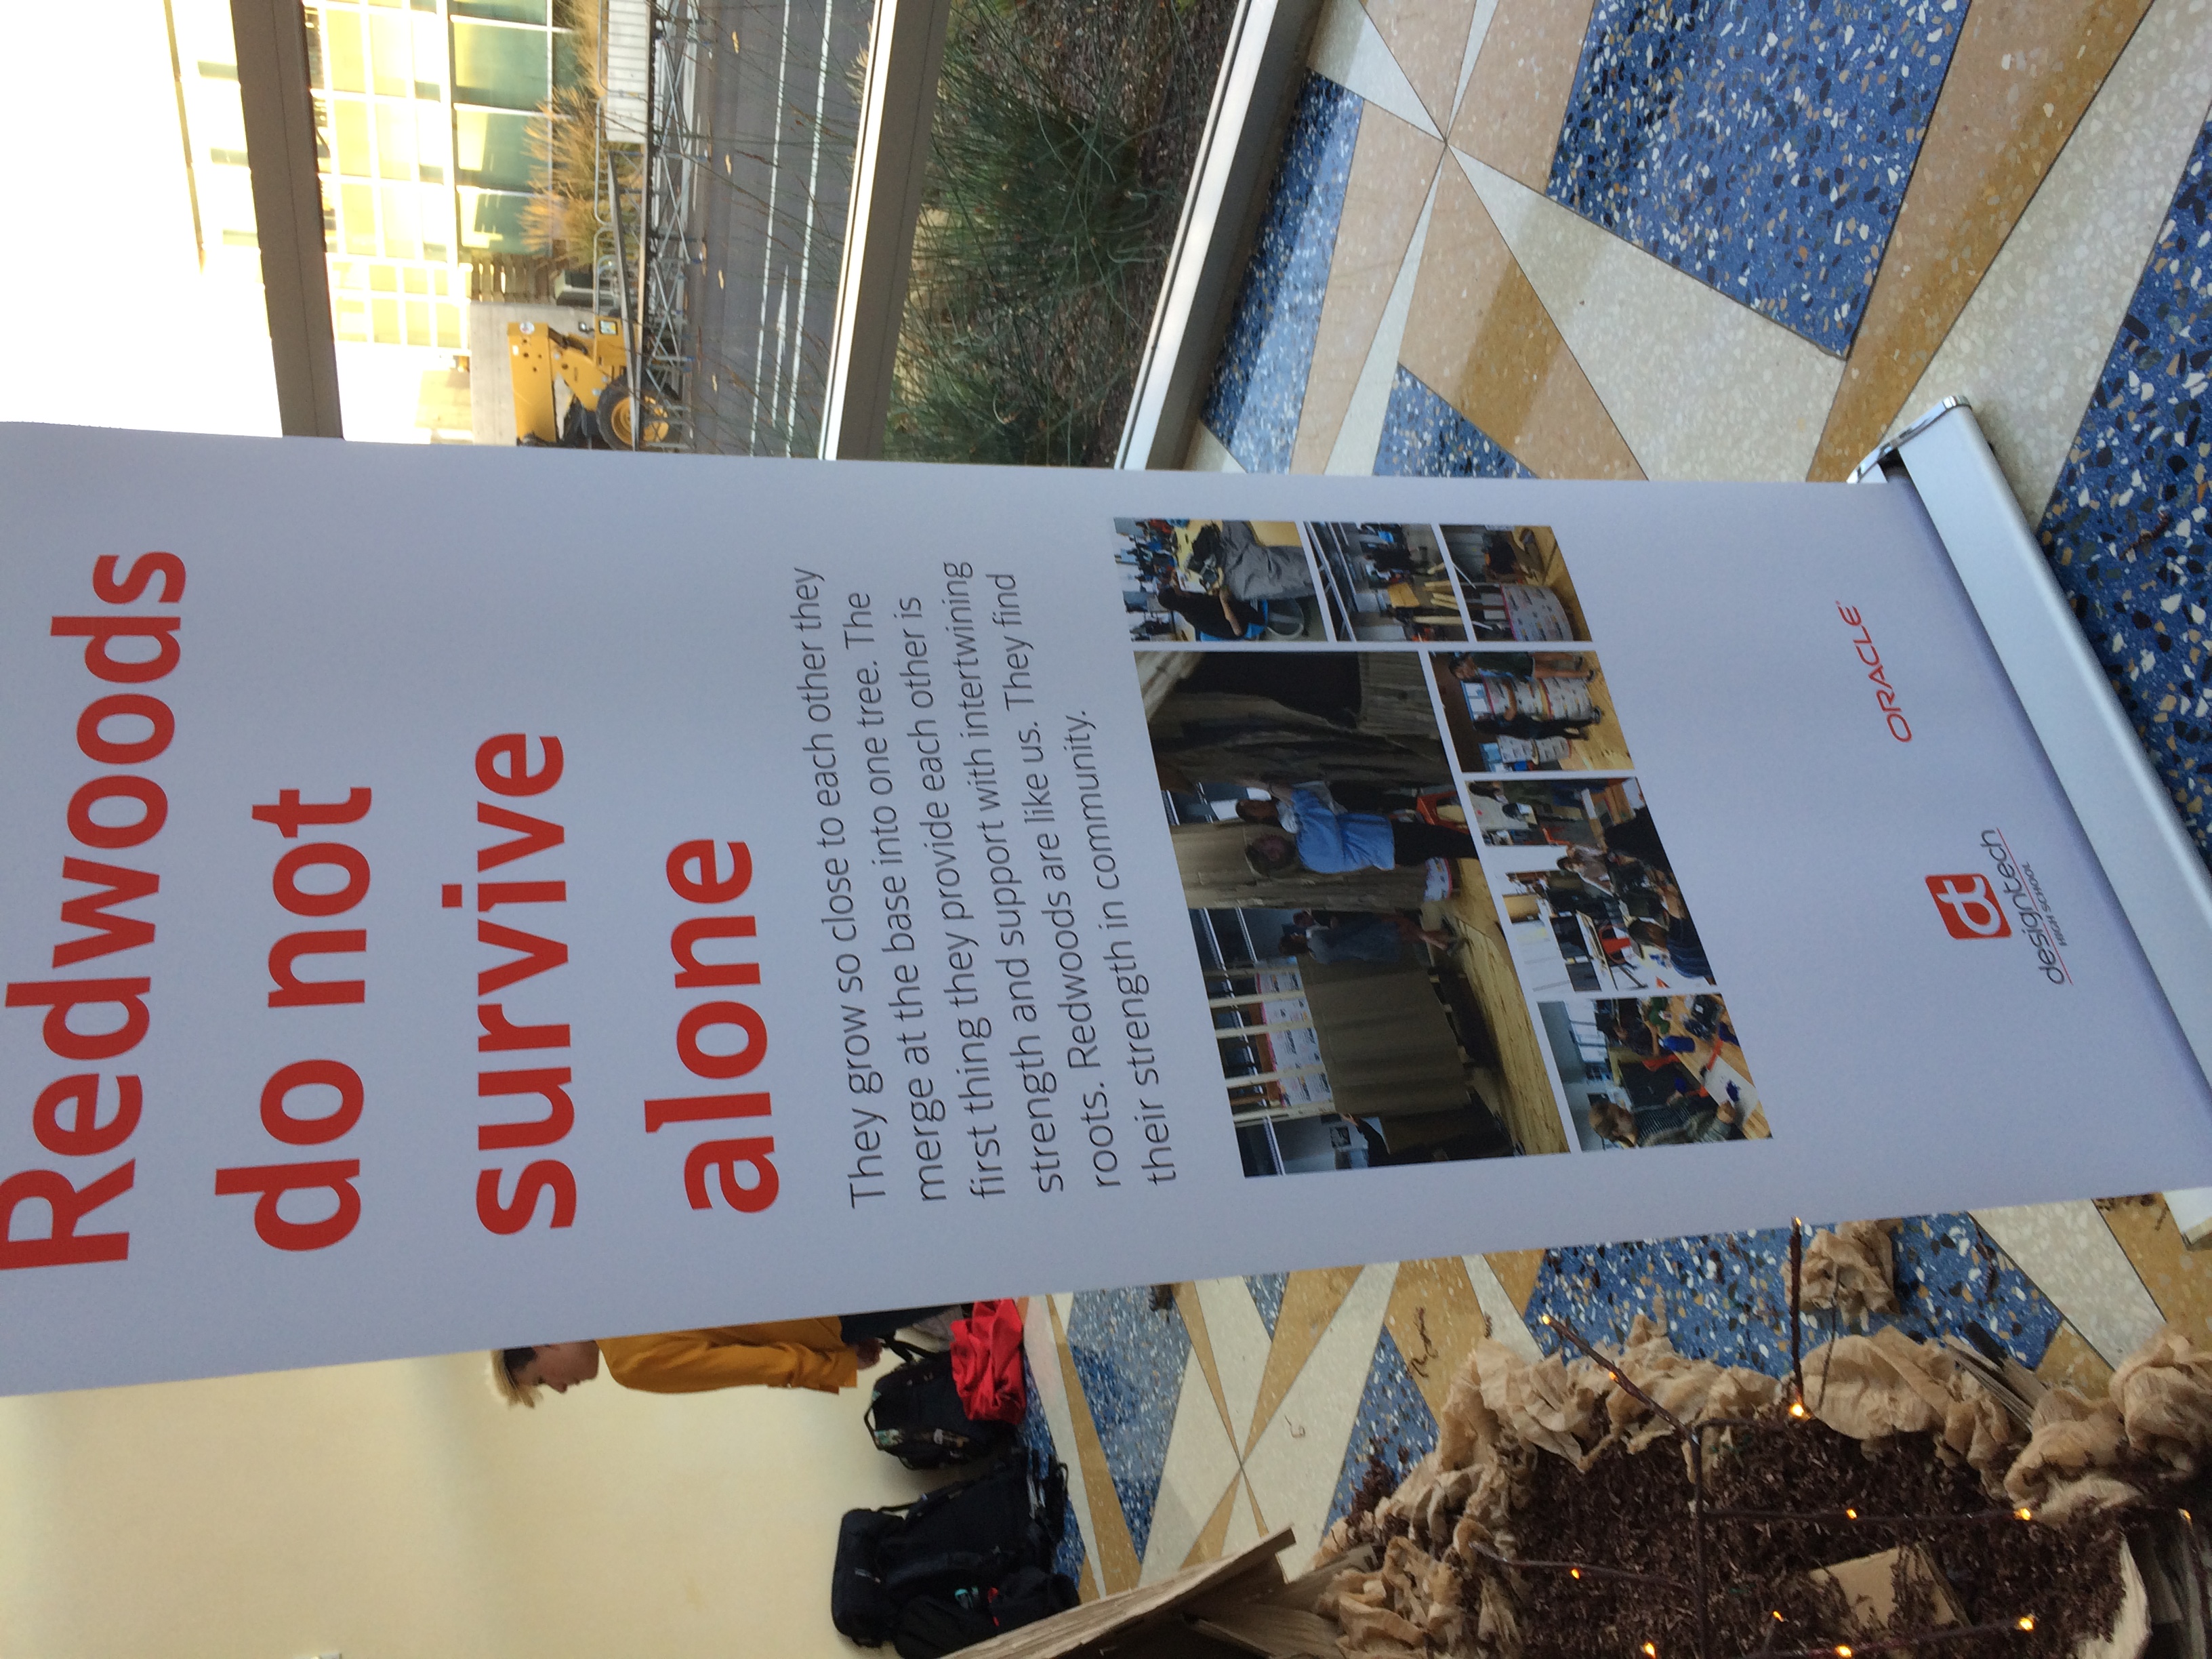 Redwoods
do not
survive
alone
They grow so close to each other they
merge at the base into one tree. The
first thing they provide each other is
strength and support with intertwining
roots. Redwoods are like us. They find
their strength in community.
ORACLE
dt
designtech
HIGH SCHOOL